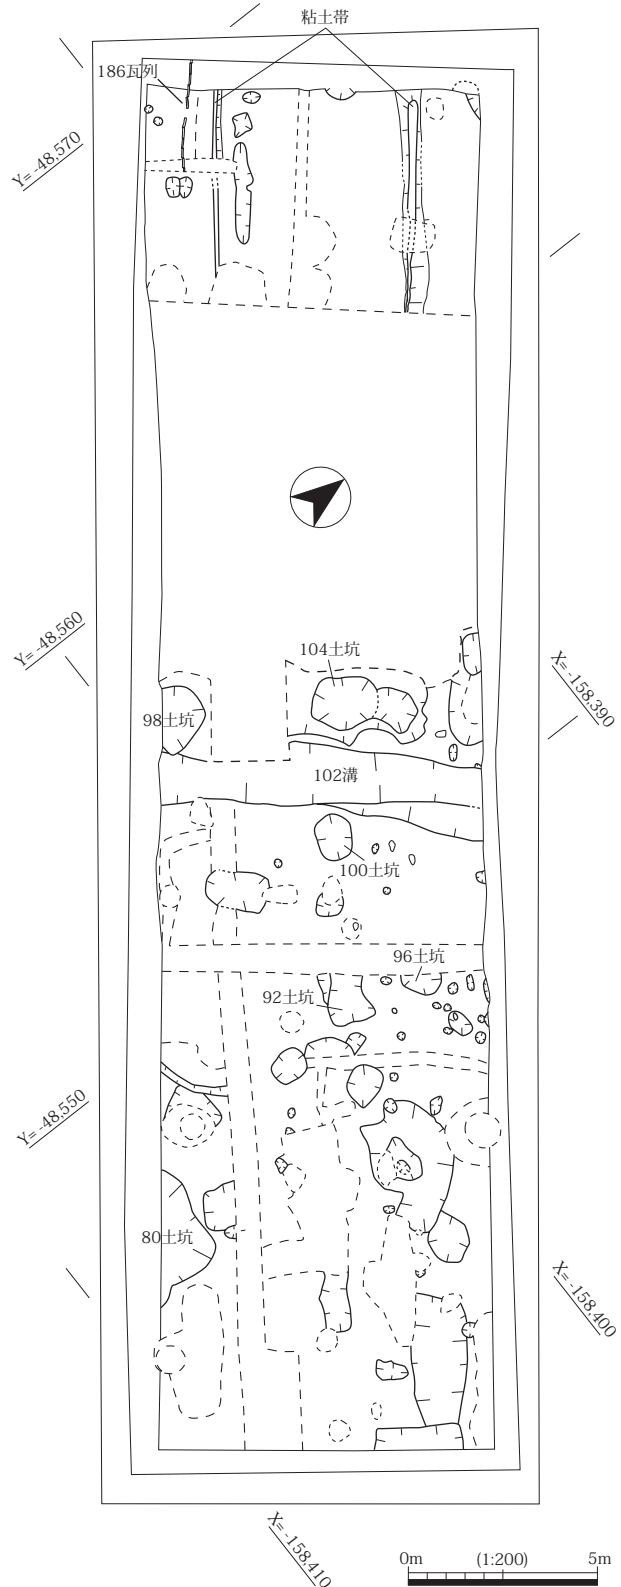 粘土帯
186瓦列
Y= -48,570
Y= -48,560
104土坑
X= -158,390
98土坑
102溝
100土坑
96土坑
92土坑
Y= -48,550
80土坑
X= -158,400
X= -158,410
0m (1:200) 5m